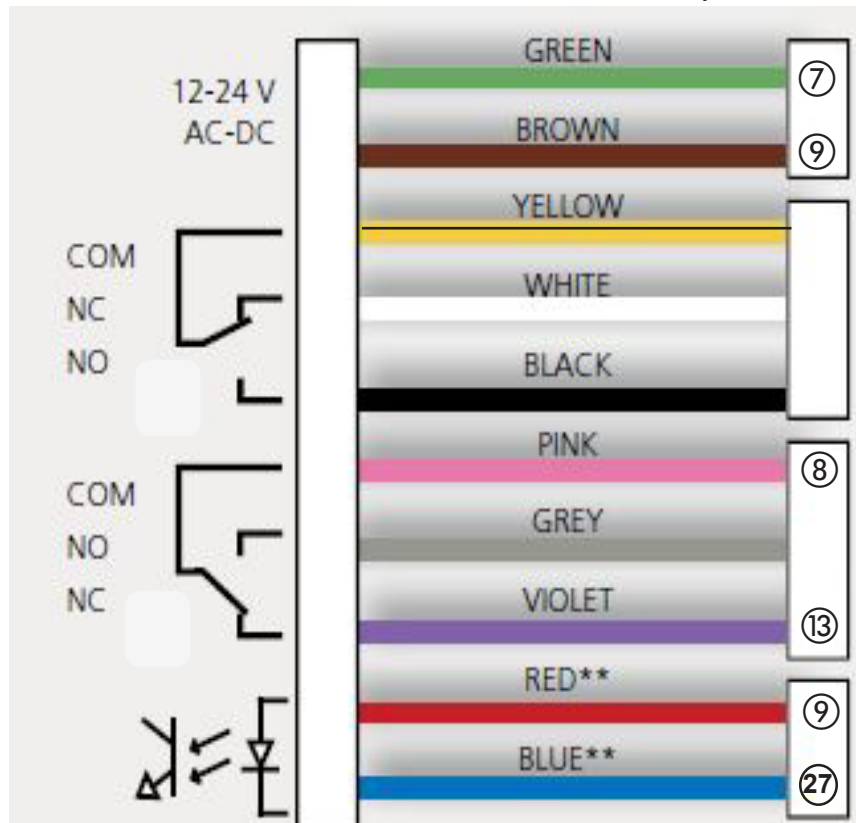 GREEN
12-24 V
AC-DC
⑦
BROWN
⑨
YELLOW
COM
WHITE
NC
NO
BLACK
PINK
⑧
COM
GREY
NO
NC
VIOLET
⑬
RED**
⑨
BLUE**
㉗